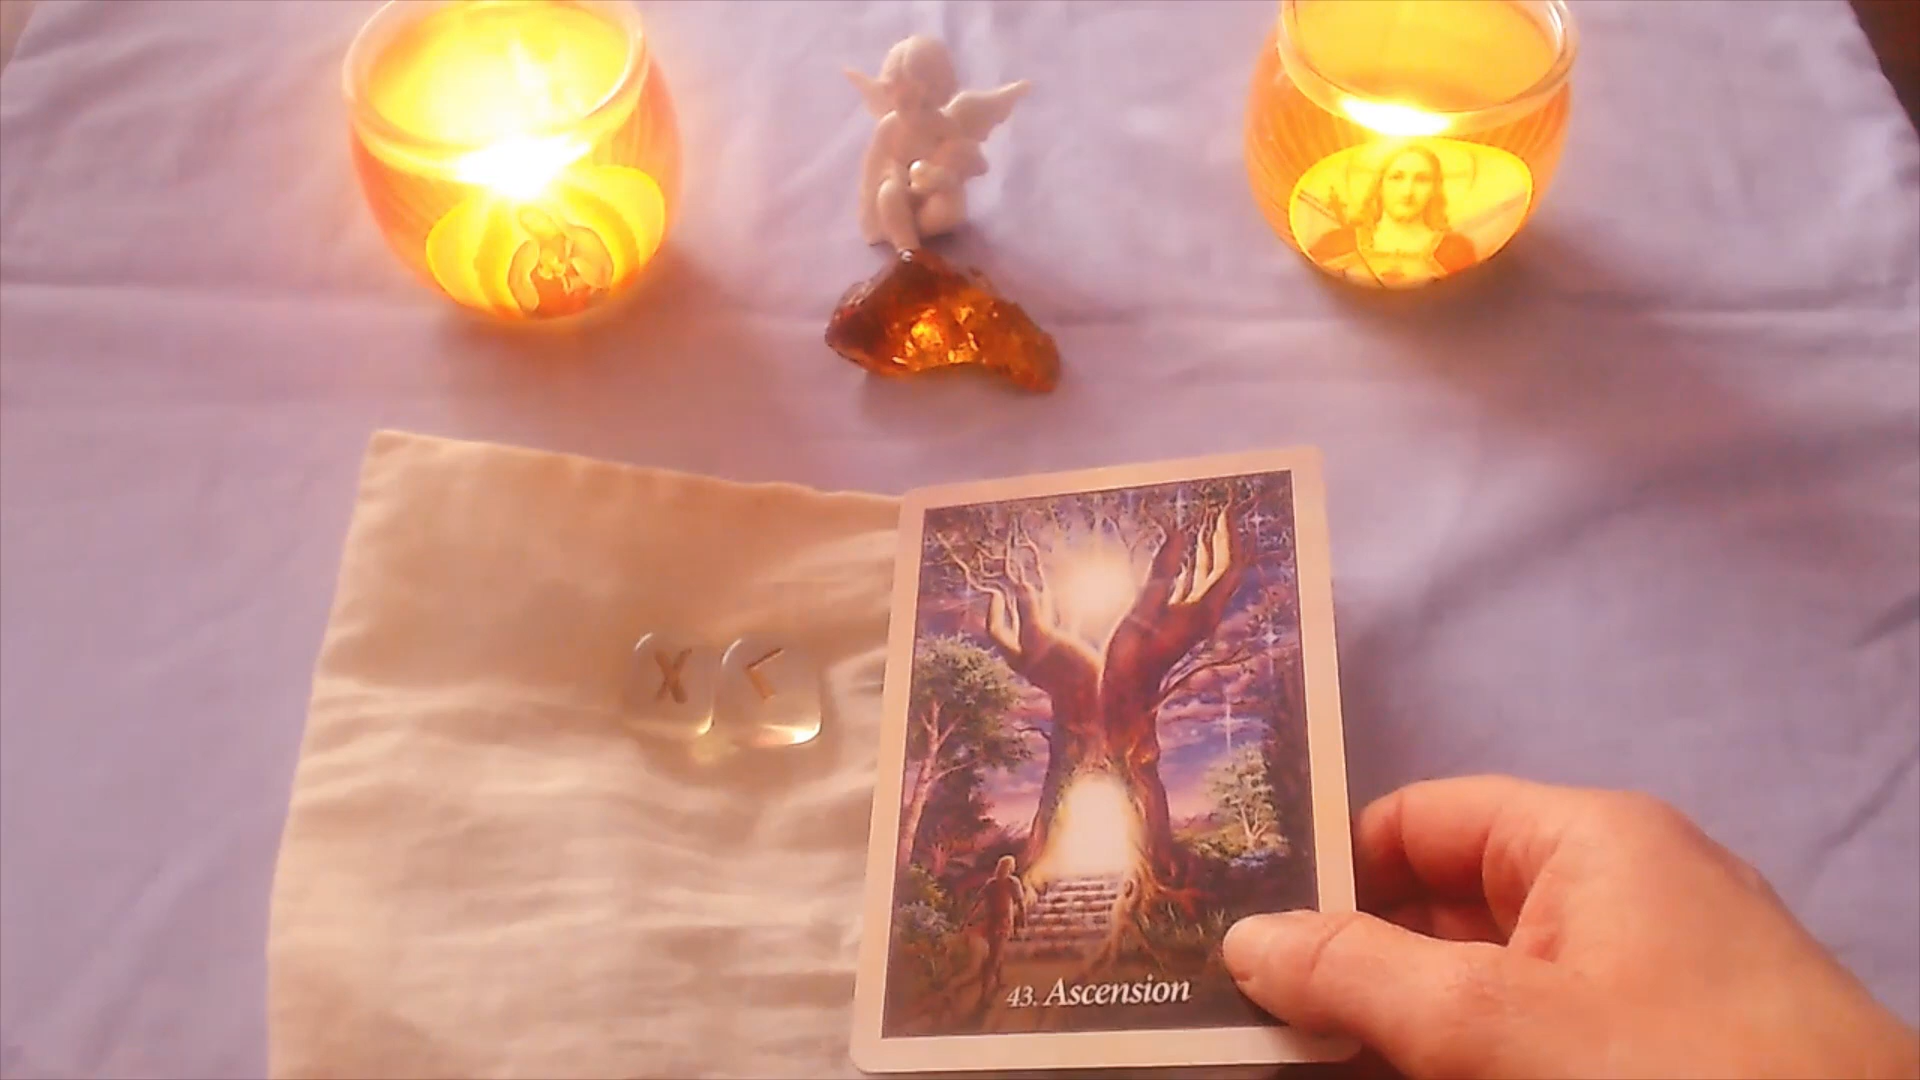 ᚷ ᛚ
43. Ascension